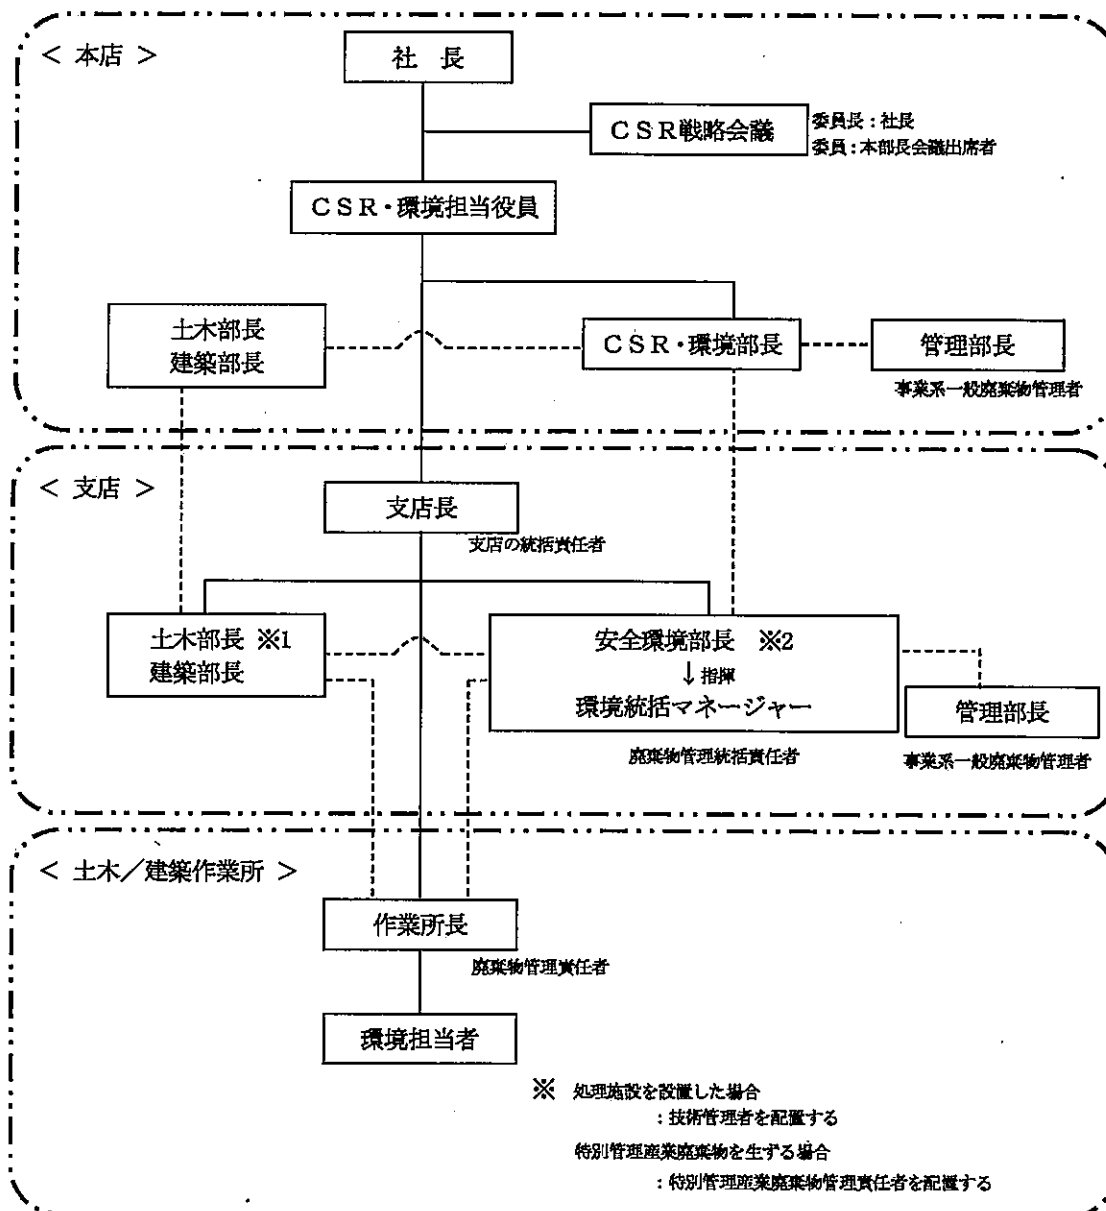 ＜ 本店 ＞
社　長
ＣＳＲ戦略会議
委員長：社長
委員：本部長会議出席者
ＣＳＲ・環境担当役員
土木部長
建築部長
ＣＳＲ・環境部長
管理部長
事業系一般廃棄物管理者
＜ 支店 ＞
支店長
支店の統括責任者
土木部長 ※1
建築部長
安全環境部長　※2
↓ 指揮
環境統括マネージャー
廃棄物管理統括責任者
管理部長
事業系一般廃棄物管理者
＜ 土木／建築作業所 ＞
作業所長
廃棄物管理責任者
環境担当者
※　処理施設を設置した場合
：技術管理者を配置する
特別管理産業廃棄物を生ずる場合
：特別管理産業廃棄物管理責任者を配置する